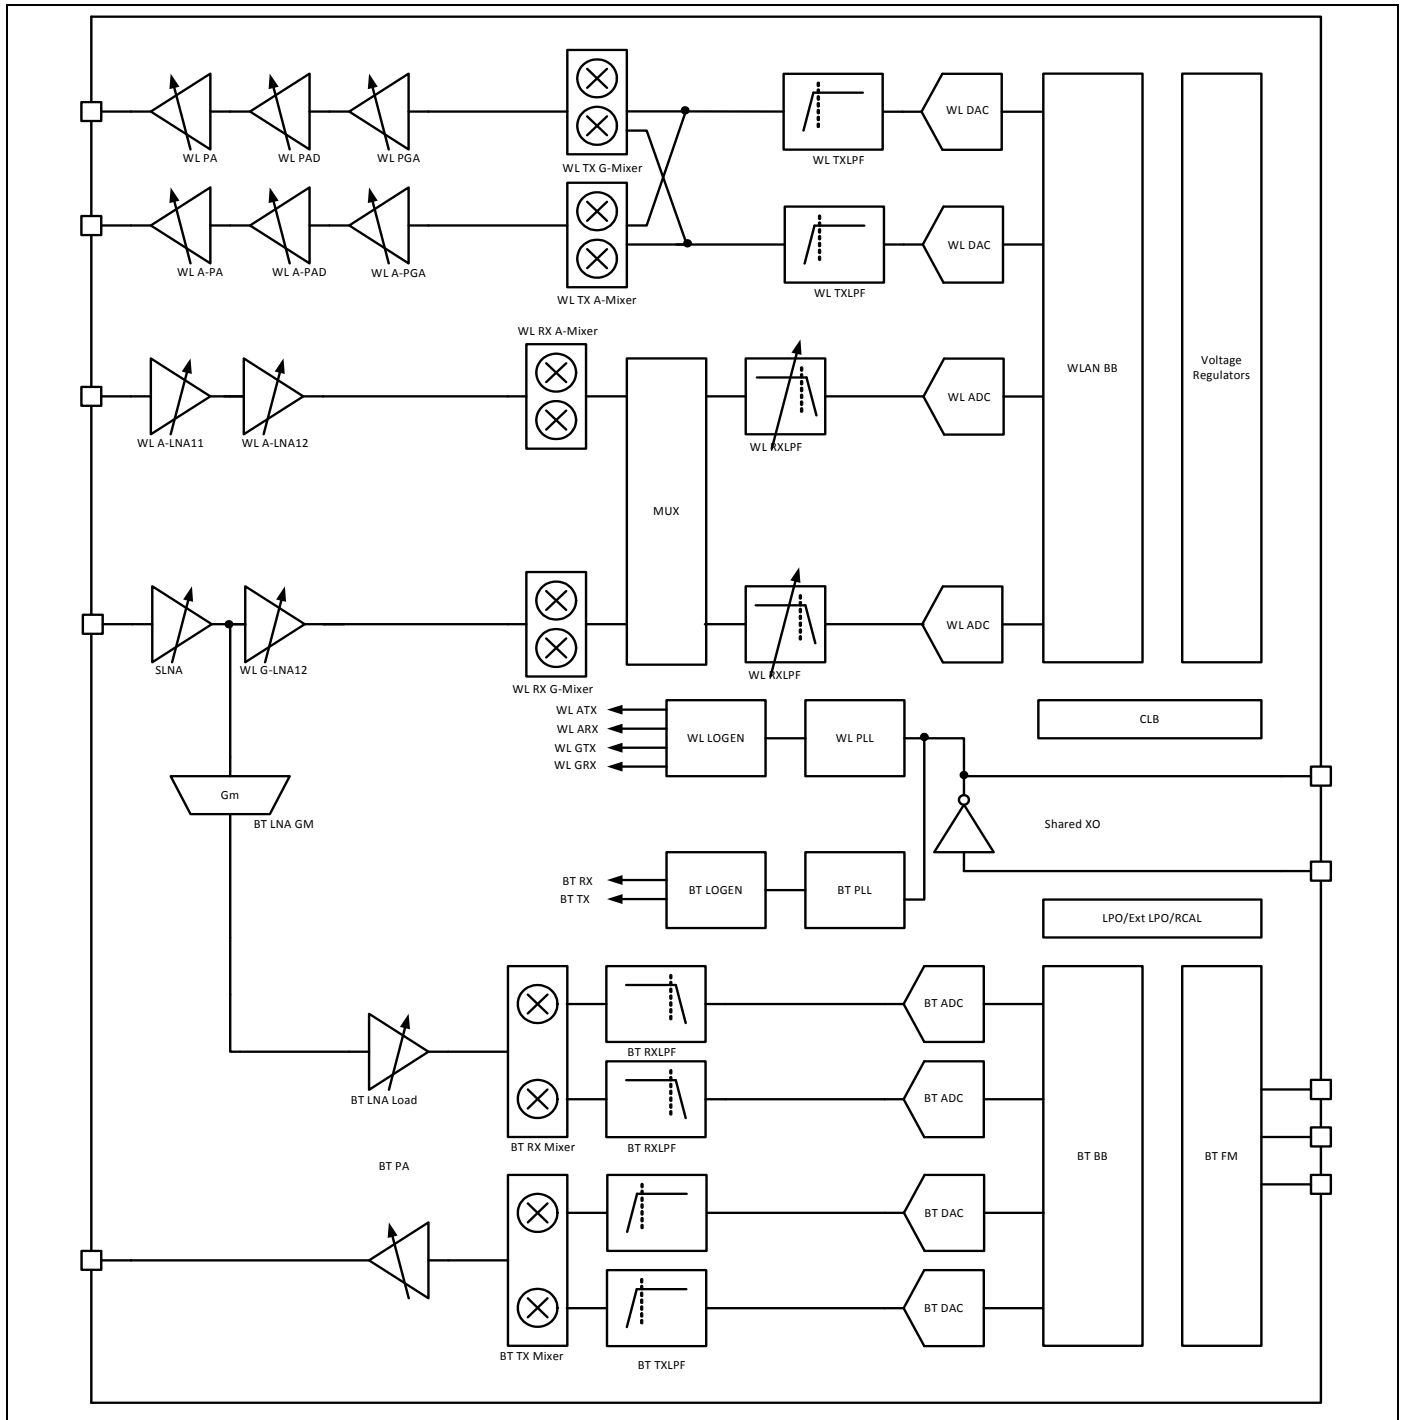 WL PA
WL PAD
WL PGA
WL TX G-Mixer
WL TXLPF
WL DAC
WL A-PA
WL A-PAD
WL A-PGA
WL TX A-Mixer
WL TXLPF
WL DAC
WL RX A-Mixer
WL A-LNA11
WL A-LNA12
MUX
WL RXLPF
WL ADC
WLAN BB
Voltage
Regulators
SLNA
WL G-LNA12
WL RX G-Mixer
WL RXLPF
WL ADC
WL ATX
WL ARX
WL GTX
WL GRX
WL LOGEN
WL PLL
CLB
Gm
BT LNA GM
Shared XO
BT RX
BT TX
BT LOGEN
BT PLL
LPO/Ext LPO/RCAL
BT LNA Load
BT RX Mixer
BT RXLPF
BT ADC
BT RXLPF
BT ADC
BT PA
BT BB
BT FM
BT DAC
BT DAC
BT TX Mixer
BT TXLPF